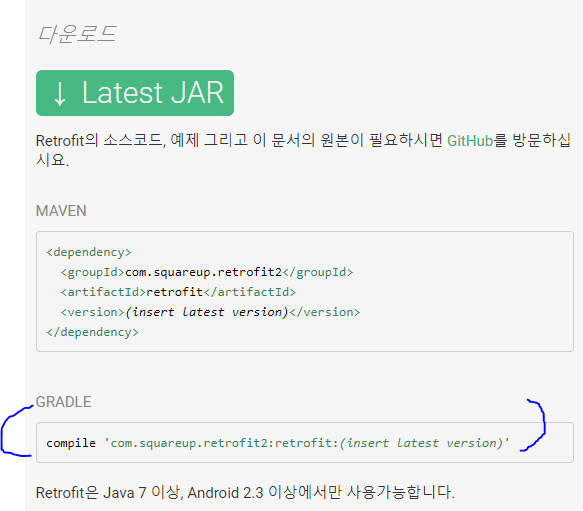 다운로드
↓ Latest JAR
Retrofit의 소스코드, 예제 그리고 이 문서의 원본이 필요하시면 GitHub를 방문하십
시요.
MAVEN
<dependency>
  <groupId>com.squareup.retrofit2</groupId>
  <artifactId>retrofit</artifactId>
  <version>(insert latest version)</version>
</dependency>
GRADLE
compile 'com.squareup.retrofit2:retrofit:(insert latest version)'
Retrofit은 Java 7 이상, Android 2.3 이상에서만 사용가능합니다.